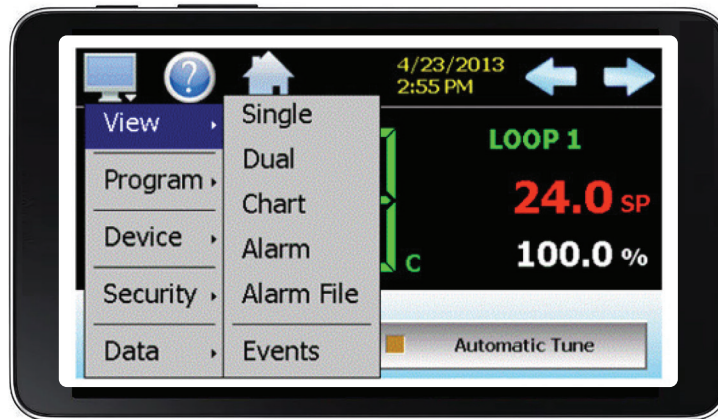 ?
4/23/2013
2:55 PM
View
Program
Device
Security
Data
Single
Dual
Chart
Alarm
Alarm File
Events
LOOP 1
24.0 SP
C
100.0 %
Automatic Tune